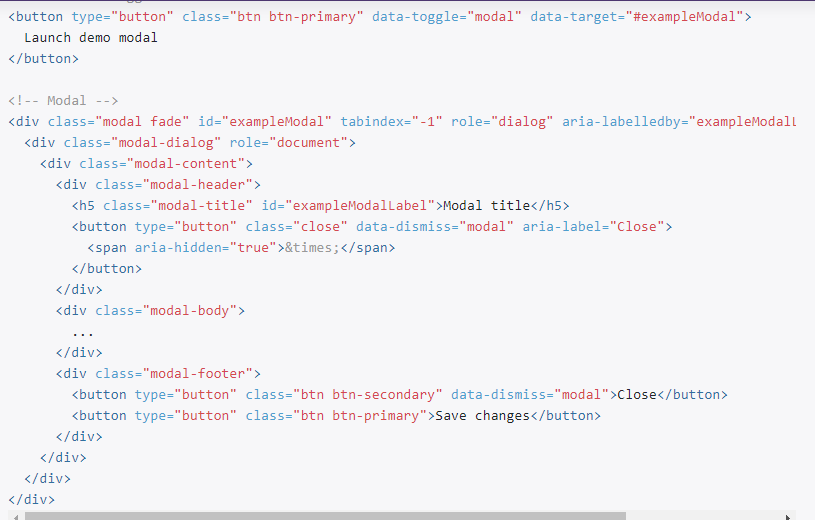 <button type="button" class="btn btn-primary" data-toggle="modal" data-target="#exampleModal">
  Launch demo modal
</button>

<!-- Modal -->
<div class="modal fade" id="exampleModal" tabindex="-1" role="dialog" aria-labelledby="exampleModalL
  <div class="modal-dialog" role="document">
    <div class="modal-content">
      <div class="modal-header">
        <h5 class="modal-title" id="exampleModalLabel">Modal title</h5>
        <button type="button" class="close" data-dismiss="modal" aria-label="Close">
          <span aria-hidden="true">&times;</span>
        </button>
      </div>
      <div class="modal-body">
        ...
      </div>
      <div class="modal-footer">
        <button type="button" class="btn btn-secondary" data-dismiss="modal">Close</button>
        <button type="button" class="btn btn-primary">Save changes</button>
      </div>
    </div>
  </div>
</div>